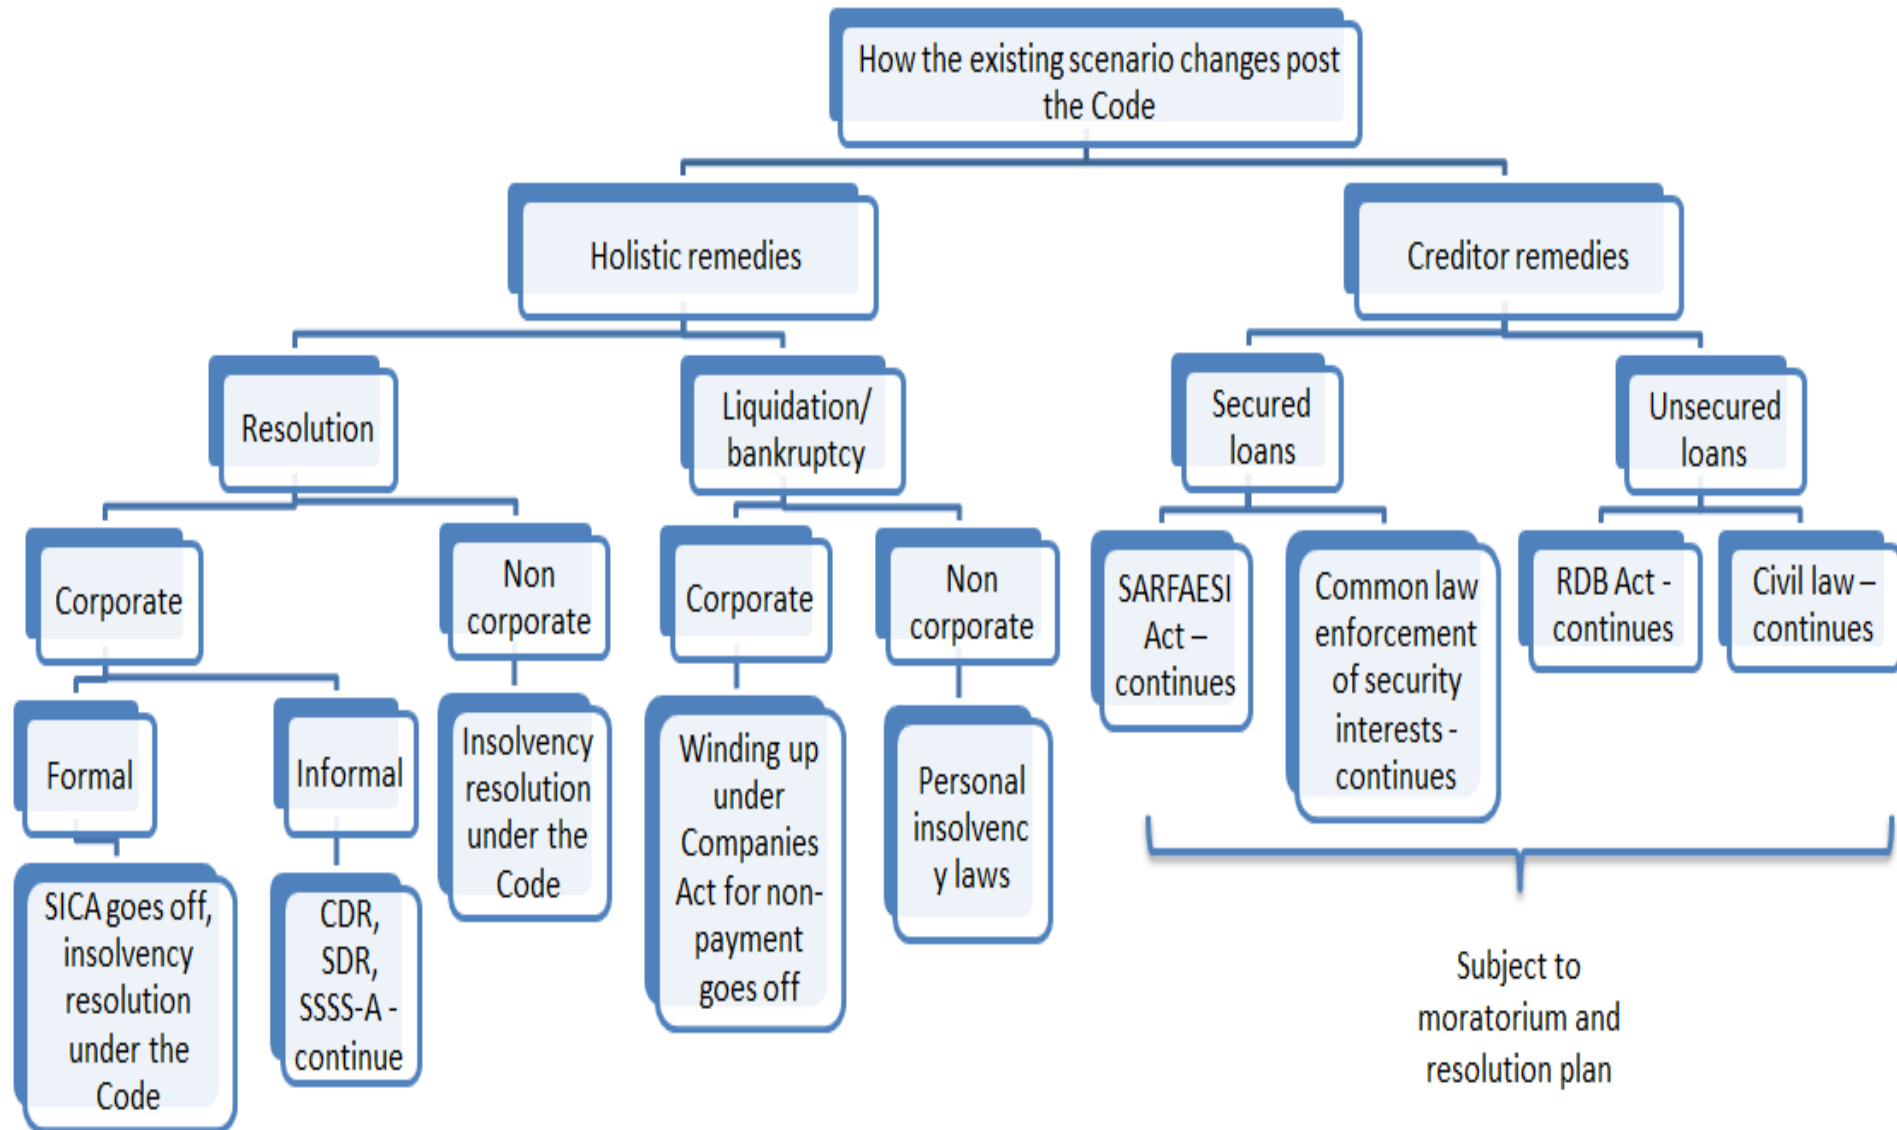 How the existing scenario changes post
the Code
Holistic remedies
Creditor remedies
Resolution
Liquidation/
bankruptcy
Secured
loans
Unsecured
loans
Corporate
Non
corporate
Corporate
Non
corporate
SARFAESI
Act –
continues
Common law
enforcement
of security
interests -
continues
RDB Act -
continues
Civil law –
continues
Formal
Informal
Insolvency
resolution
under the
Code
Winding up
under
Companies
Act for non-
payment
goes off
Personal
insolvenc
y laws
SICA goes off,
insolvency
resolution
under the
Code
CDR,
SDR,
SSSS-A -
continue
Subject to
moratorium and
resolution plan